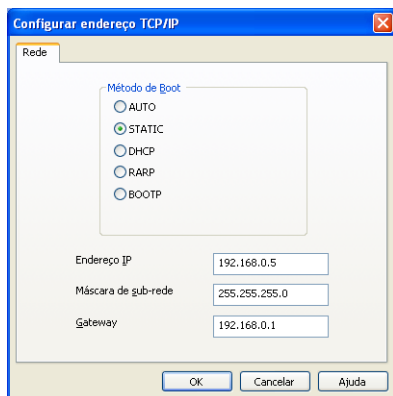 Configurar endereço TCP/IP
Rede
Método de Boot
AUTO
STATIC
DHCP
RARP
BOOTP
Endereço IP 192.168.0.5
Máscara de sub-rede 255.255.255.0
Gateway 192.168.0.1
OK Cancelar Ajuda